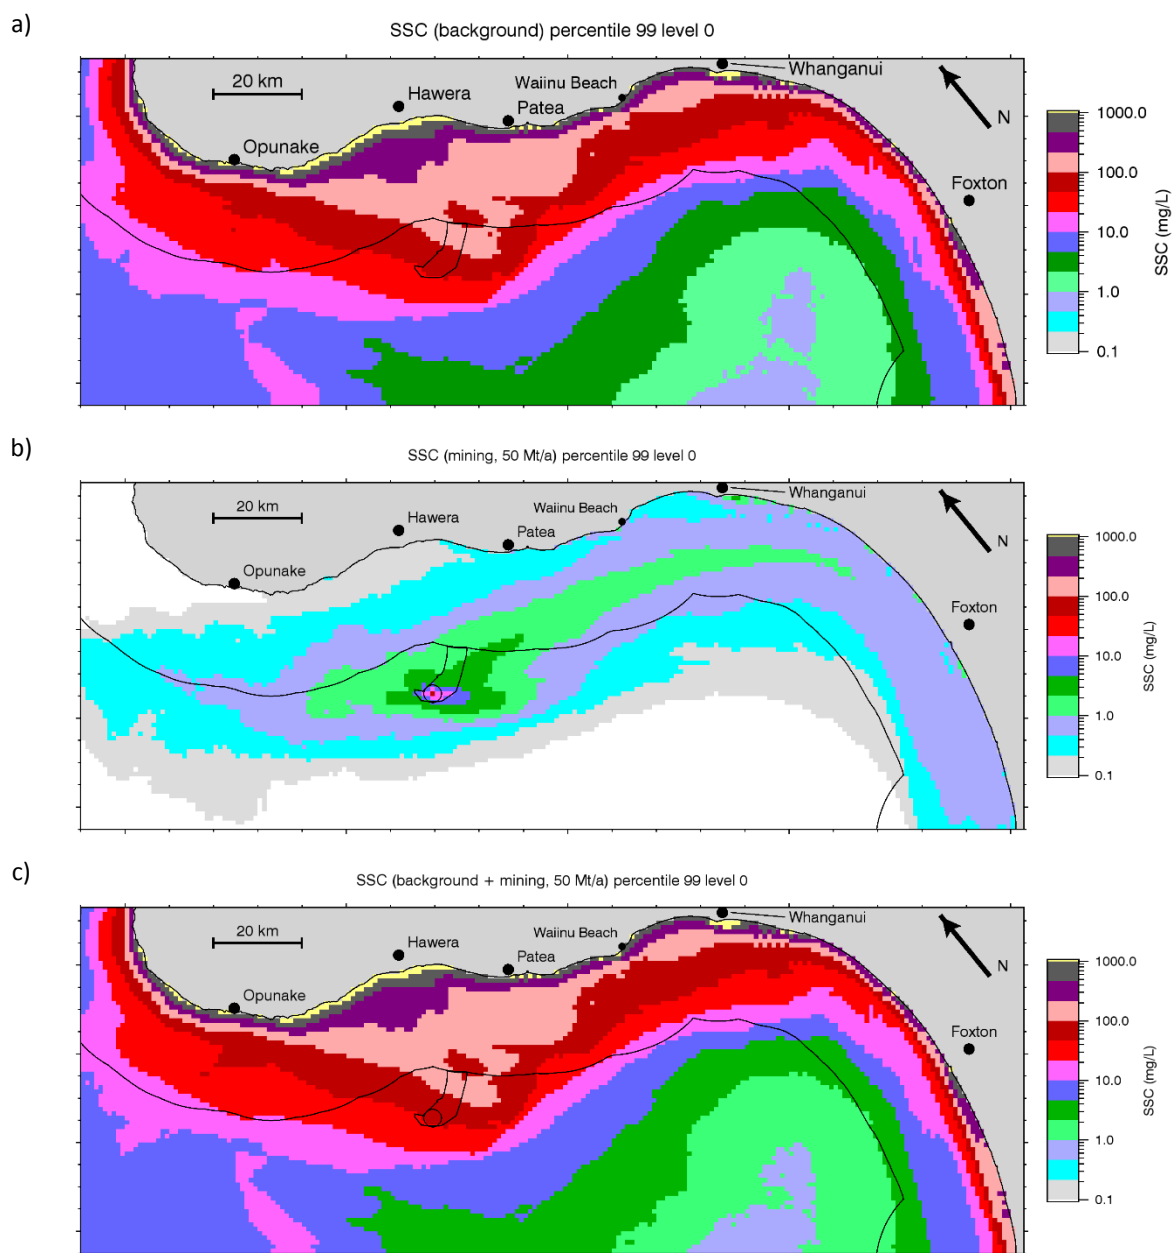 a)
SSC (background) percentile 99 level 0
20 km
Hawera
Opunake
Waiinu Beach
Patea
Whanganui
N
Foxton
1000.0
100.0
10.0
1.0
0.1
SSC (mg/L)
b)
SSC (mining, 50 Mt/a) percentile 99 level 0
20 km
Hawera
Opunake
Waiinu Beach
Patea
Whanganui
N
Foxton
1000.0
100.0
10.0
1.0
0.1
SSC (mg/L)
c)
SSC (background + mining, 50 Mt/a) percentile 99 level 0
20 km
Hawera
Opunake
Waiinu Beach
Patea
Whanganui
N
Foxton
1000.0
100.0
10.0
1.0
0.1
SSC (mg/L)